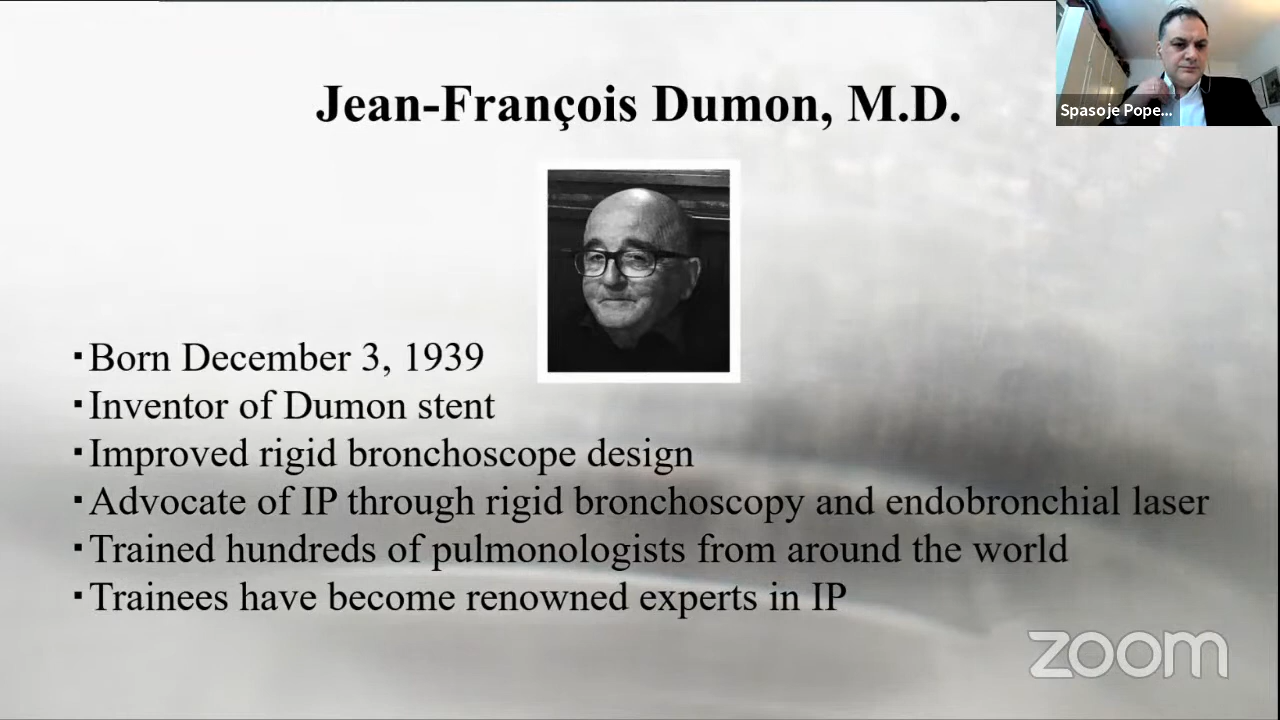 Jean-François Dumon, M.D.
Spasoje Pope...
▪Born December 3, 1939
▪Inventor of Dumon stent
▪Improved rigid bronchoscope design
▪Advocate of IP through rigid bronchoscopy and endobronchial laser
▪Trained hundreds of pulmonologists from around the world
▪Trainees have become renowned experts in IP
zoom